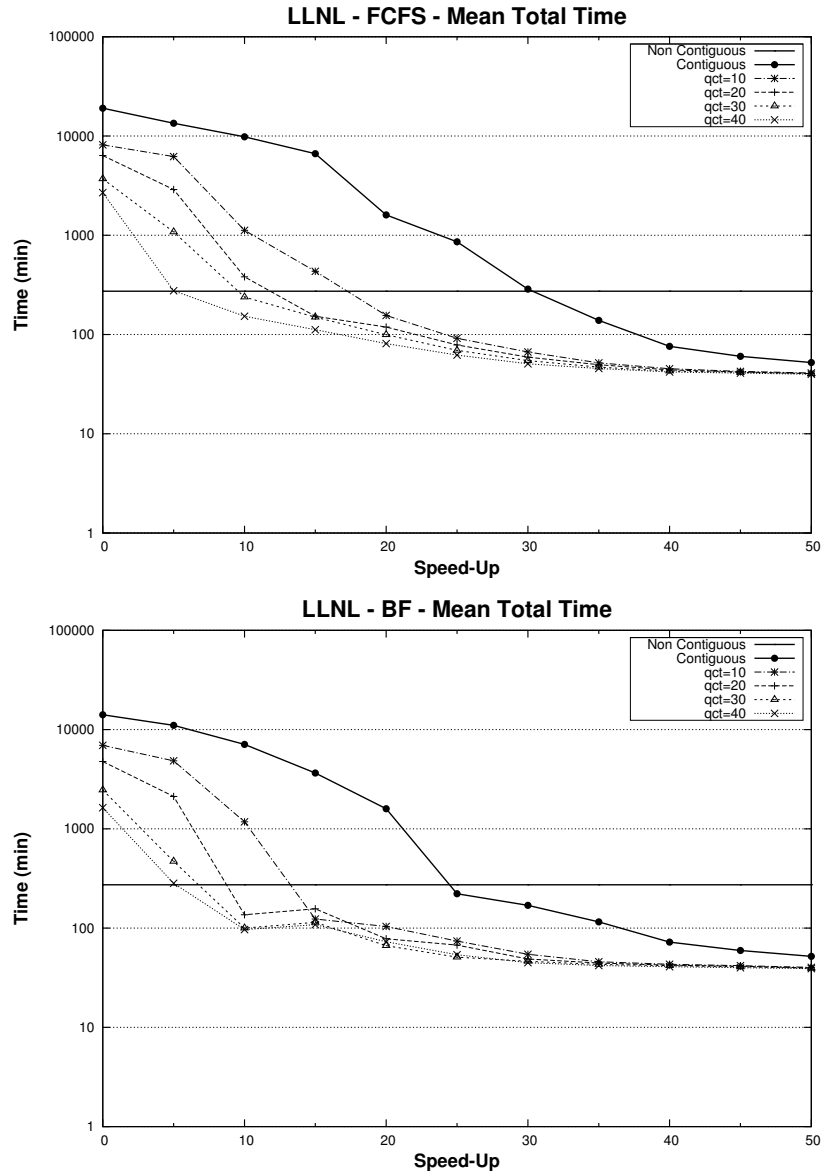 LLNL - FCFS - Mean Total Time
100000
10000
1000
100
10
1
Time (min)
Non Contiguous
Contiguous
qct=10
qct=20
qct=30
qct=40
0
10
20
30
40
50
Speed-Up
LLNL - BF - Mean Total Time
100000
10000
1000
100
10
1
Time (min)
Non Contiguous
Contiguous
qct=10
qct=20
qct=30
qct=40
0
10
20
30
40
50
Speed-Up